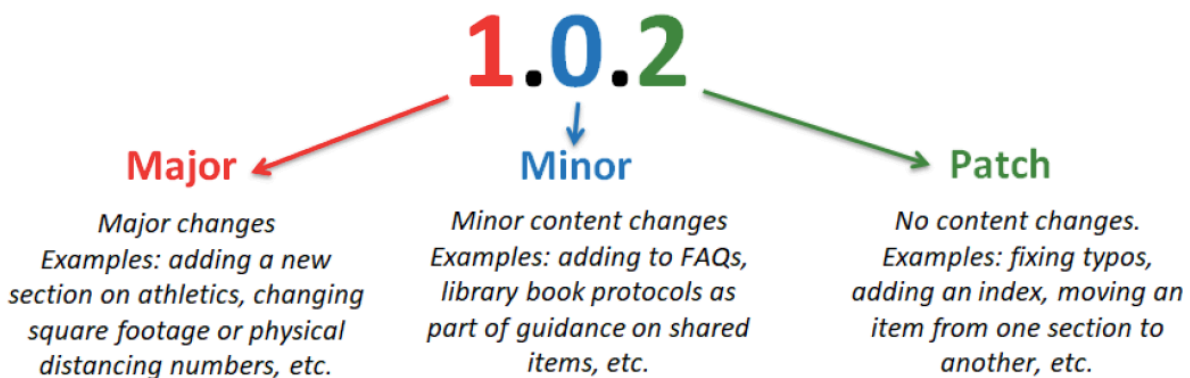 1.0.2
Major
Major changes
Examples: adding a new
section on athletics, changing
square footage or physical
distancing numbers, etc.
Minor
Minor content changes
Examples: adding to FAQs,
library book protocols as
part of guidance on shared
items, etc.
Patch
No content changes.
Examples: fixing typos,
adding an index, moving an
item from one section to
another, etc.